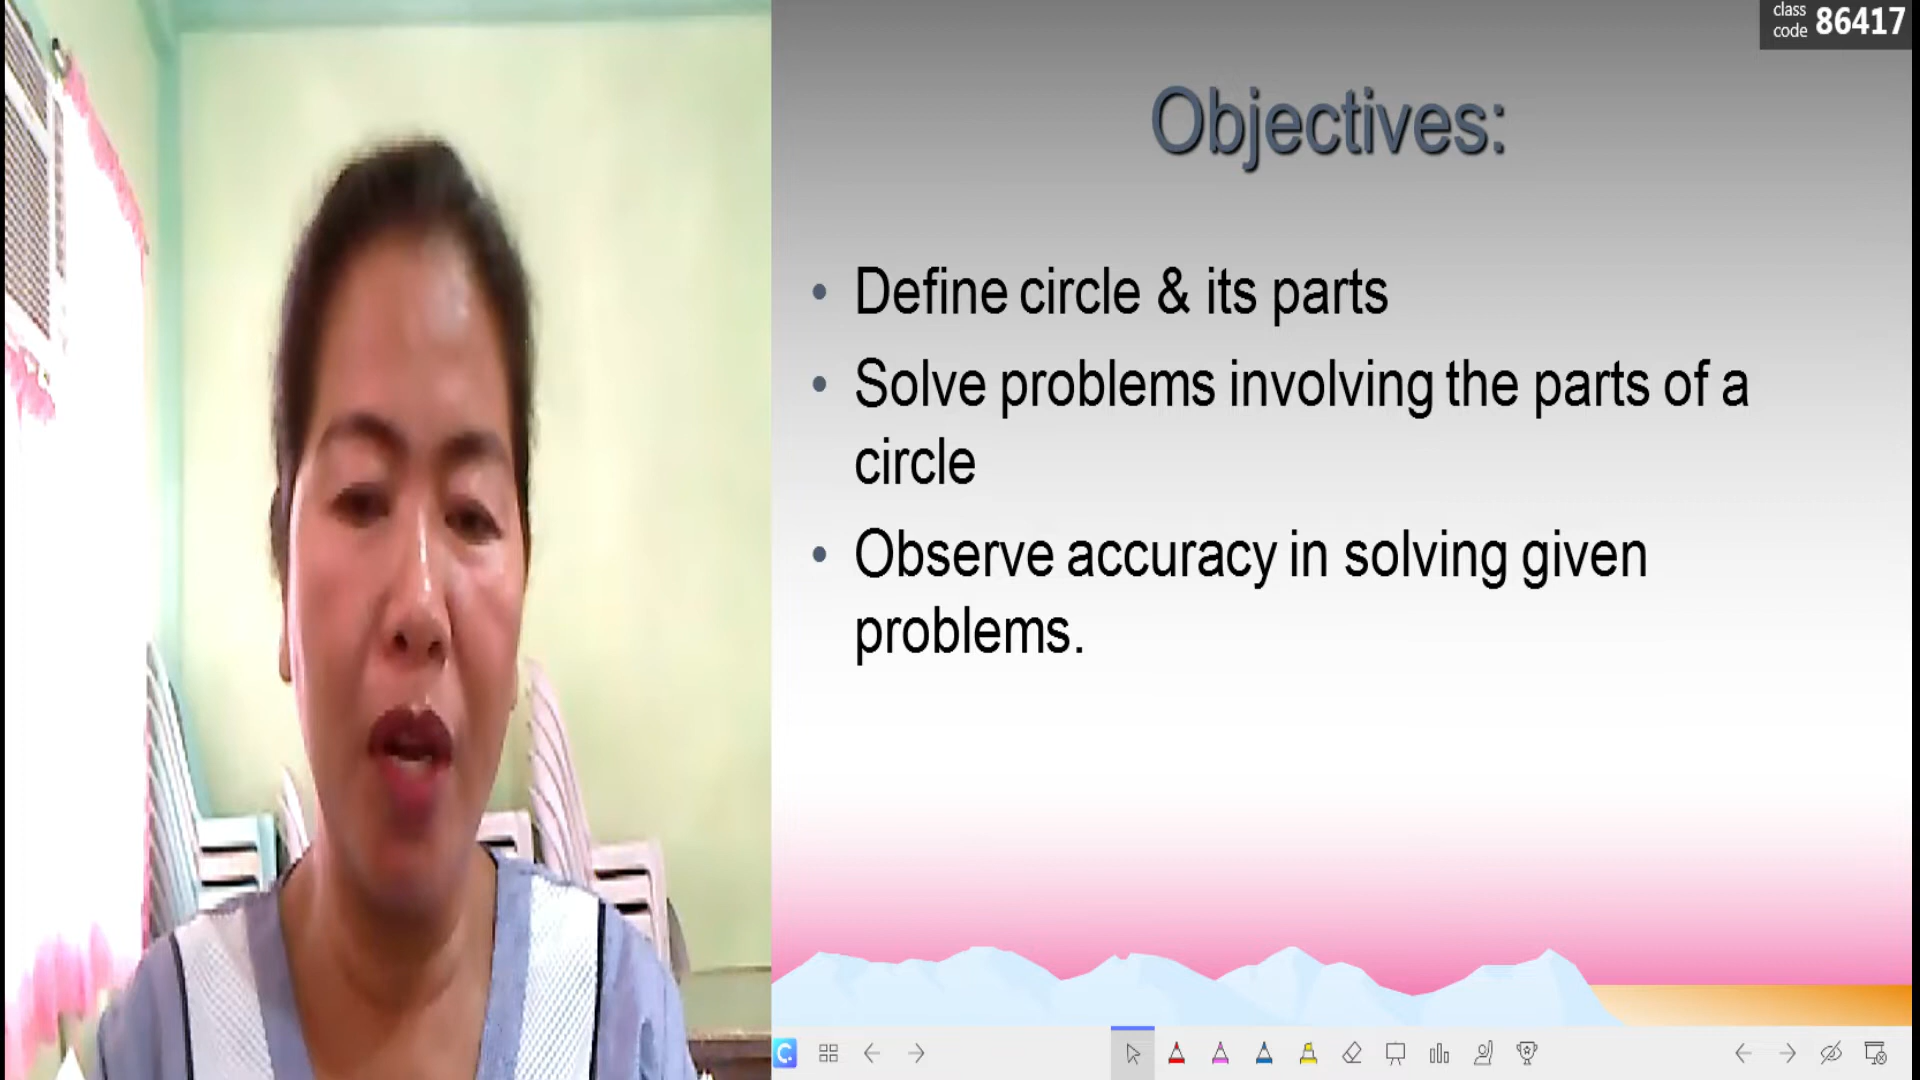 class
code 86417
Objectives:
• Define circle & its parts
• Solve problems involving the parts of a
circle
• Observe accuracy in solving given
problems.